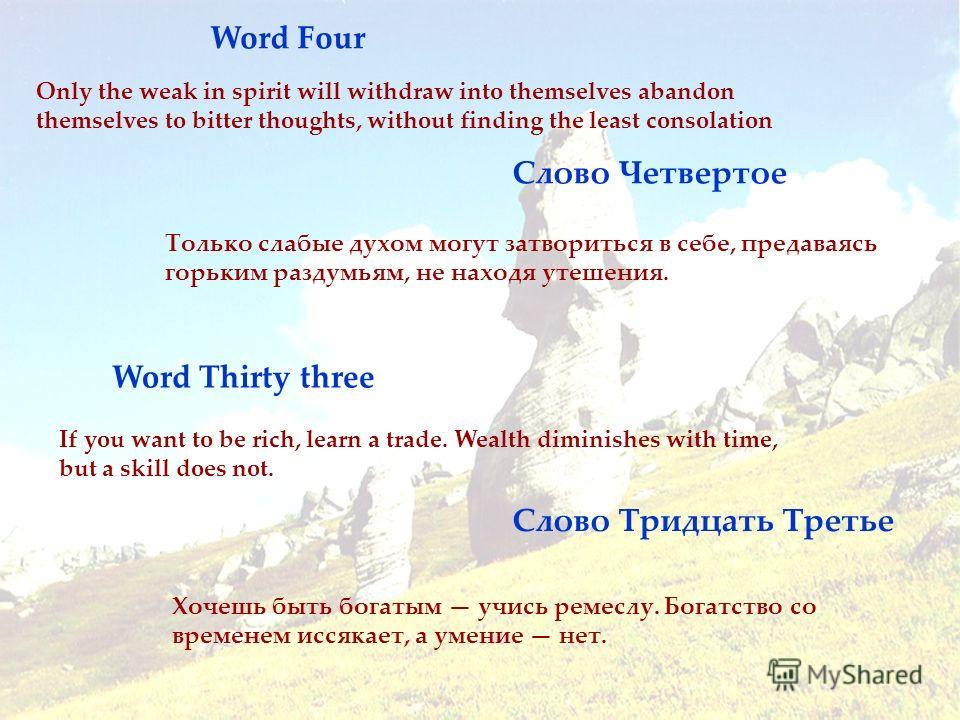 Word Four
Only the weak in spirit will withdraw into themselves abandon
themselves to bitter thoughts, without finding the least consolation
Слово Четвертое
Только слабые духом могут затвориться в себе, предаваясь
горьким раздумьям, не находя утешения.
Word Thirty three
If you want to be rich, learn a trade. Wealth diminishes with time,
but a skill does not.
Слово Тридцать Третье
Хочешь быть богатым — учись ремеслу. Богатство со
временем иссякает, а умение — нет.
MyShared